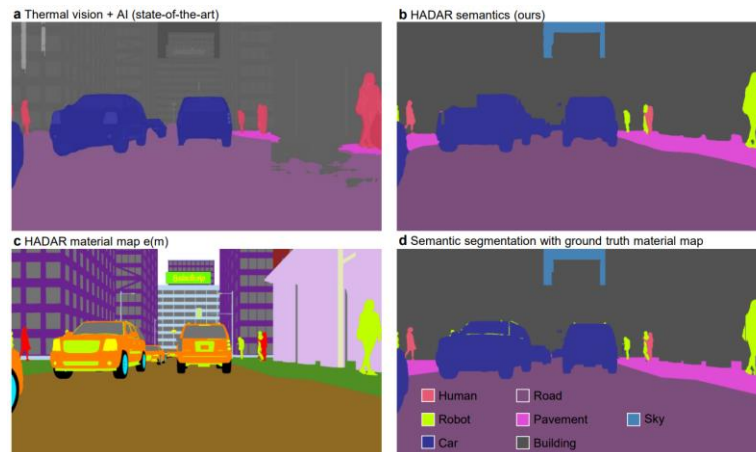 a Thermal vision + AI (state-of-the-art)
b HADAR semantics (ours)
c HADAR material map e(m)
d Semantic segmentation with ground truth material map
Human
Road
Robot
Pavement
Sky
Car
Building